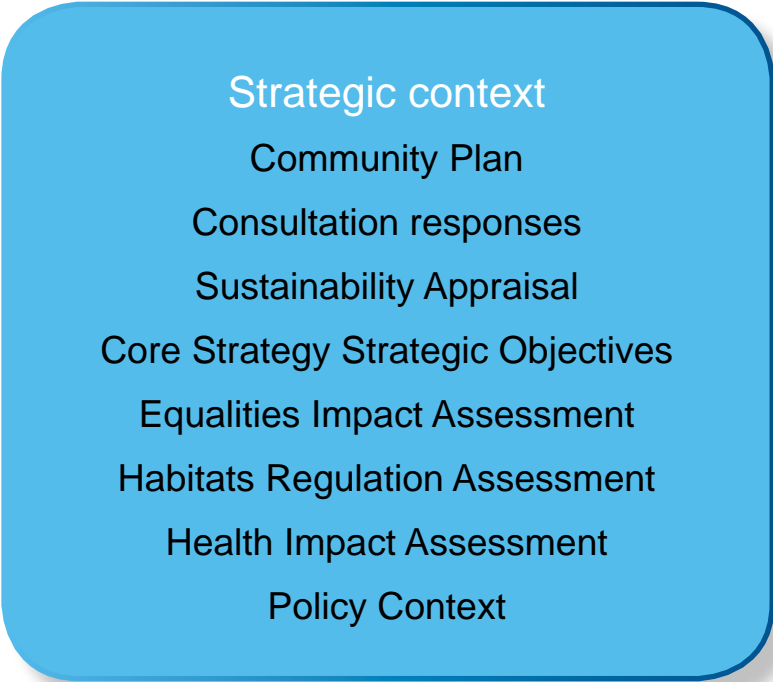 Strategic context
Community Plan
Consultation responses
Sustainability Appraisal
Core Strategy Strategic Objectives
Equalities Impact Assessment
Habitats Regulation Assessment
Health Impact Assessment
Policy Context